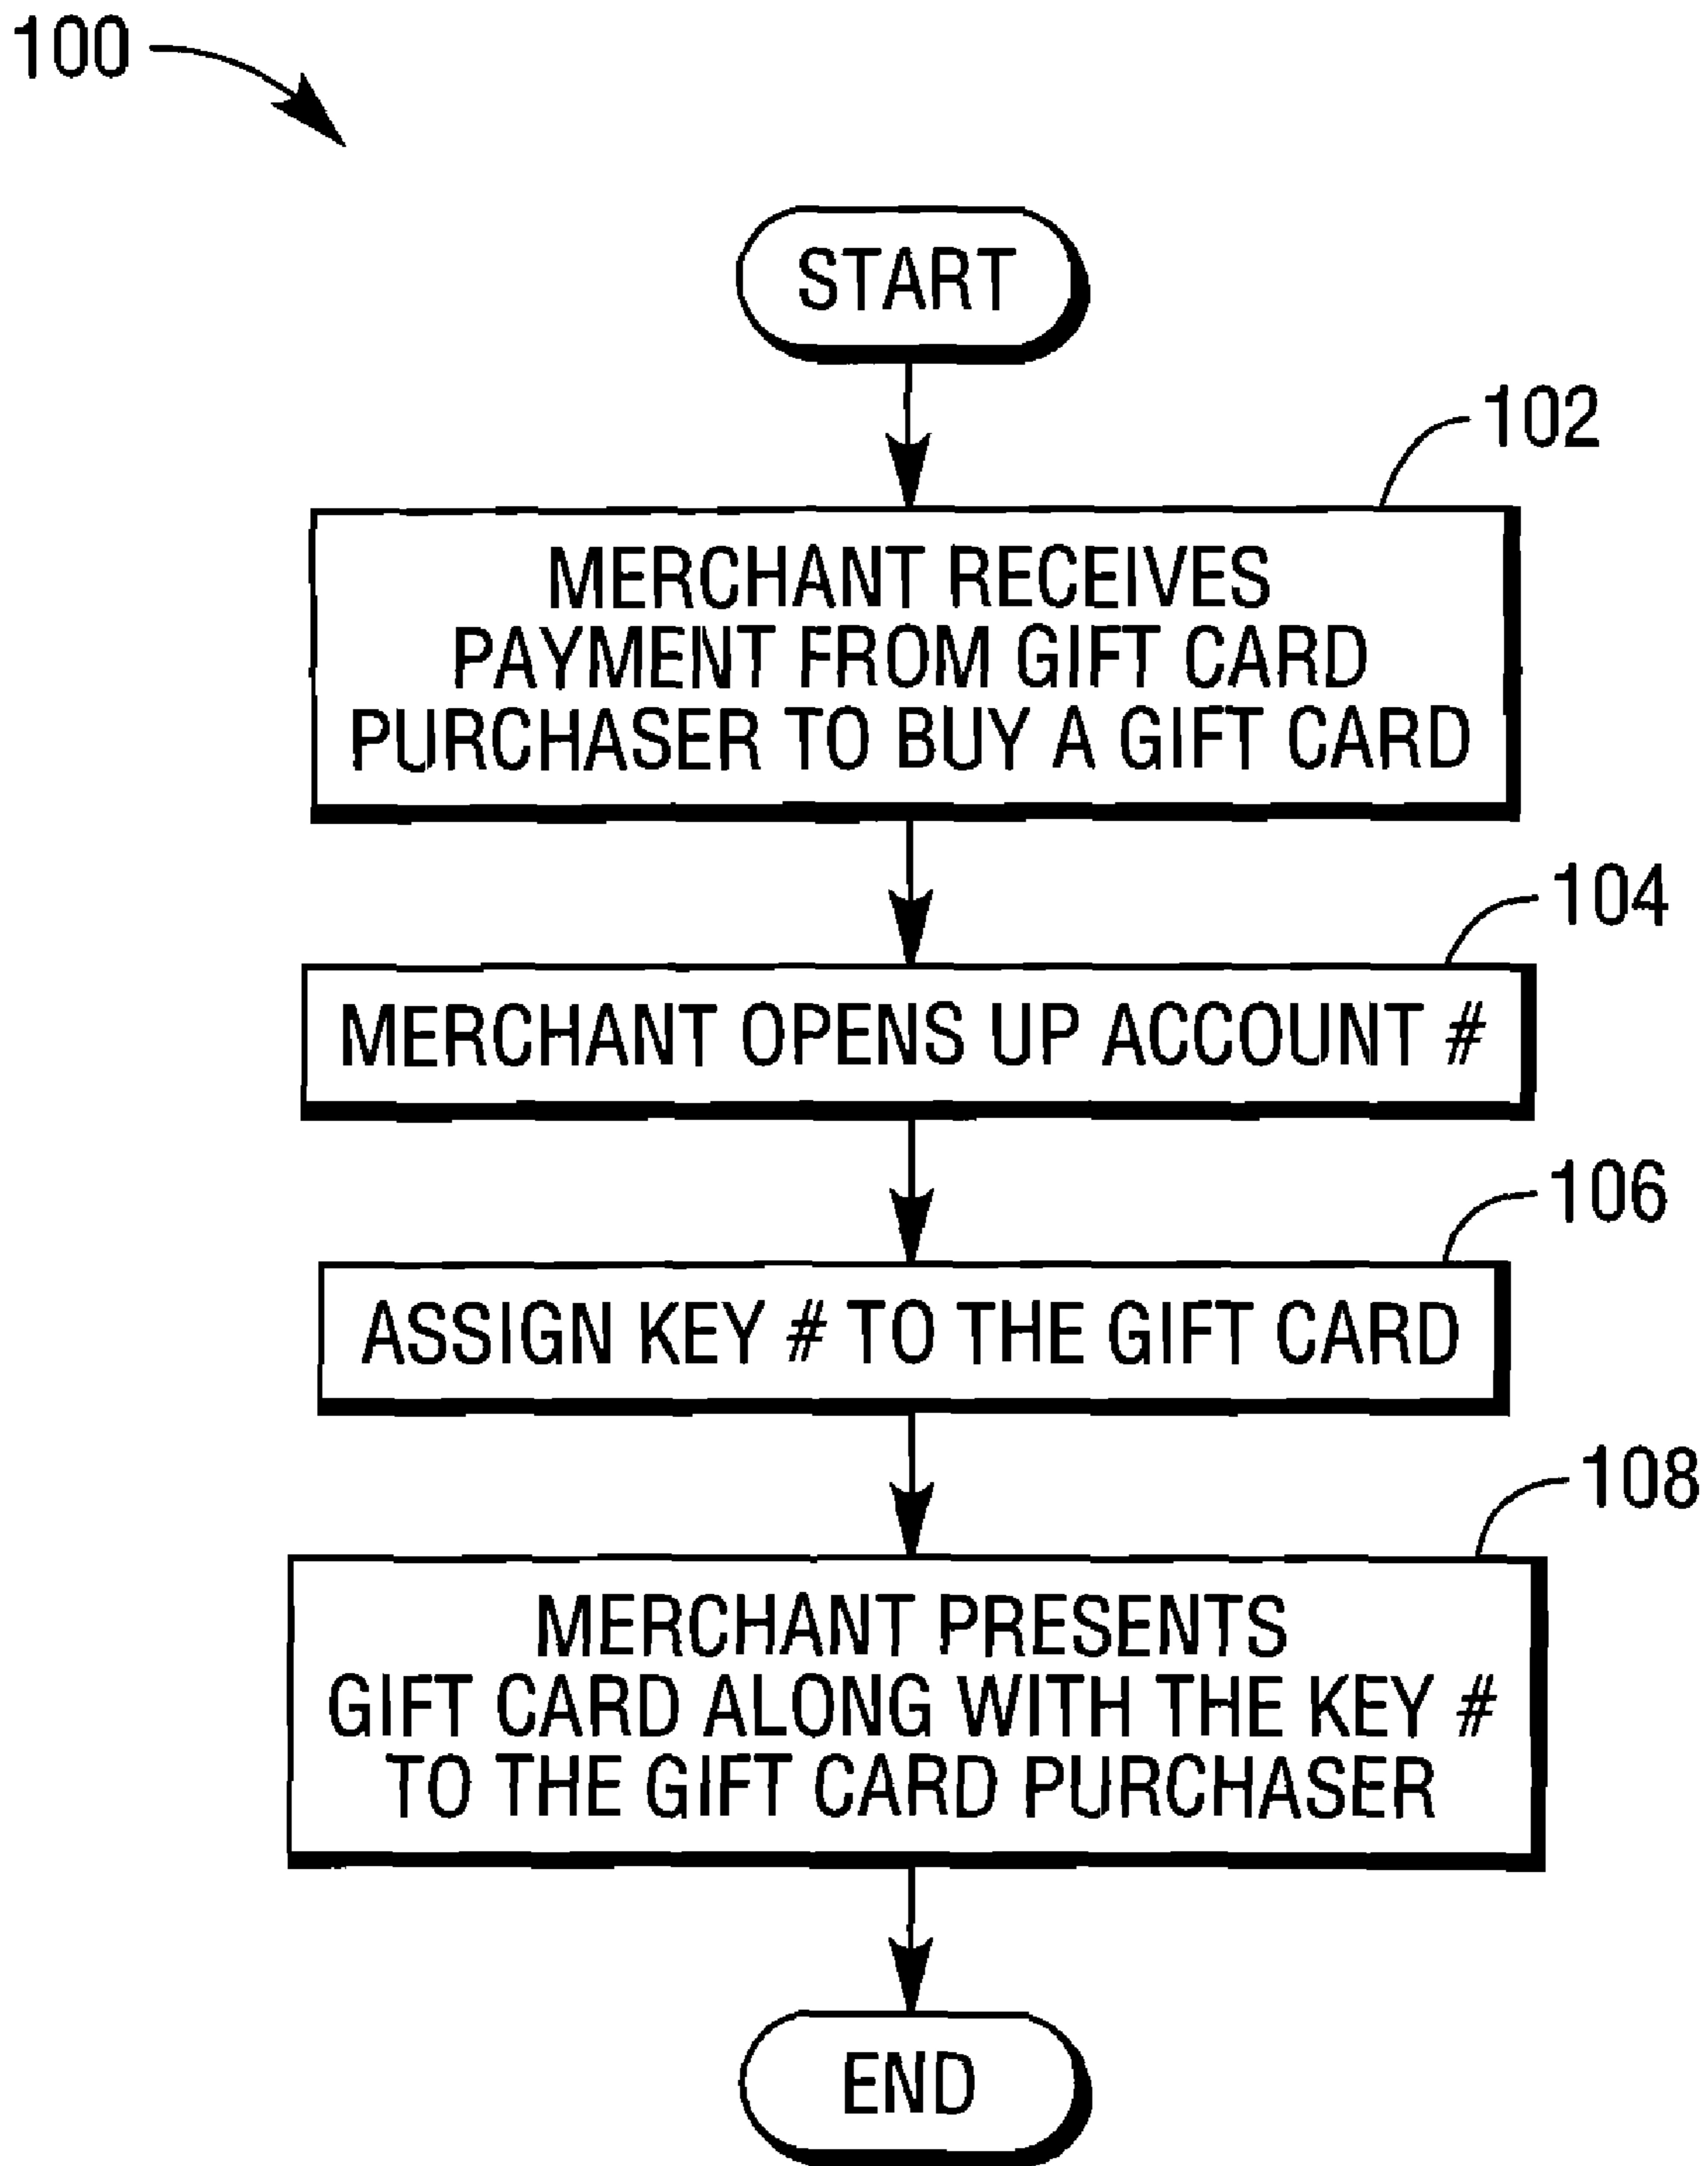 100
START
102
MERCHANT RECEIVES
PAYMENT FROM GIFT CARD
PURCHASER TO BUY A GIFT CARD
104
MERCHANT OPENS UP ACCOUNT #
106
ASSIGN KEY # TO THE GIFT CARD
108
MERCHANT PRESENTS
GIFT CARD ALONG WITH THE KEY #
TO THE GIFT CARD PURCHASER
END